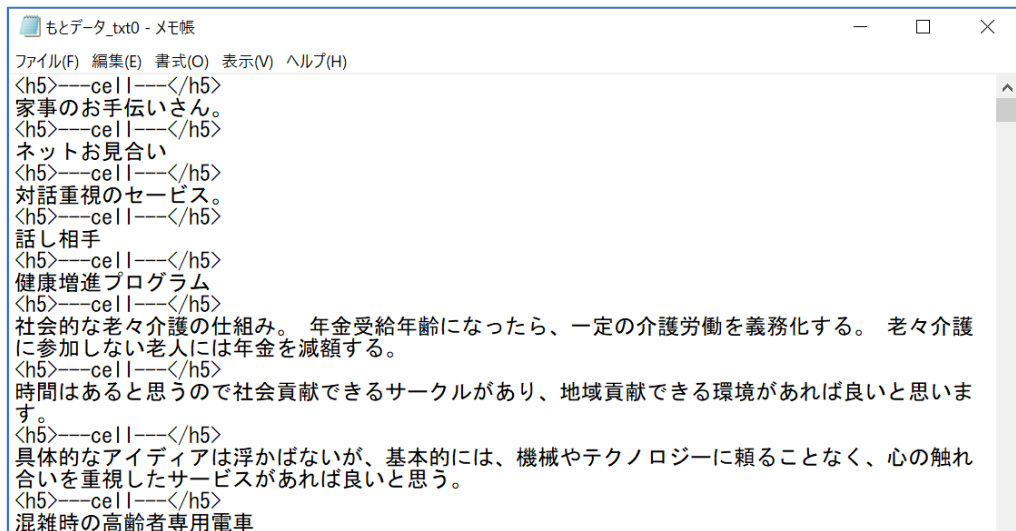 もとデータ_txt0 - メモ帳
ファイル(F) 編集(E) 書式(O) 表示(V) ヘルプ(H)
<h5>---cell---</h5>
家事のお手伝いさん。
<h5>---cell---</h5>
ネットお見合い
<h5>---cell---</h5>
対話重視のセービス。
<h5>---cell---</h5>
話し相手
<h5>---cell---</h5>
健康増進プログラム
<h5>---cell---</h5>
社会的な老々介護の仕組み。 年金受給年齢になったら、一定の介護労働を義務化する。 老々介護
に参加しない老人には年金を減額する。
<h5>---cell---</h5>
時間はあると思うので社会貢献できるサークルがあり、地域貢献できる環境があれば良いと思いま
す。
<h5>---cell---</h5>
具体的なアイディアは浮かばないが、基本的には、機械やテクノロジーに頼ることなく、心の触れ
合いを重視したサービスがあれば良いと思う。
<h5>---cell---</h5>
混雑時の高齢者専用電車